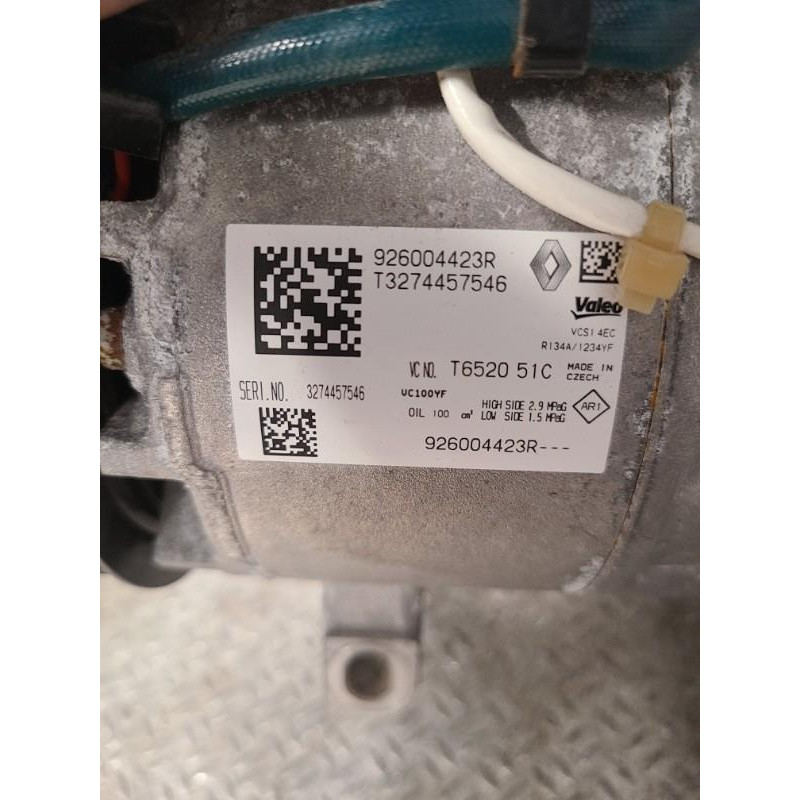 926004423R
T3274457546
Valeo
VCS14EC
R134A/1234YF
VC NO. T6520 51C MADE IN CZECH
SERI.NO. 3274457546
VC100YF
OIL 100 cm³ HIGH SIDE 2.9 MPaG
LOW SIDE 1.5 MPaG
AR1
926004423R---